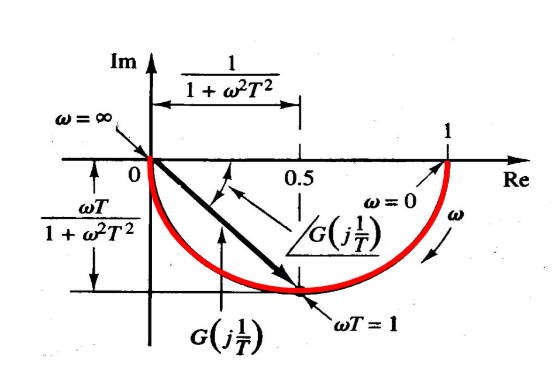 Im
1
1 + ω²T²
ω = ∞
1
0
0.5
ω = 0
Re
ωT
1 + ω²T²
G(j1/T)
ω
G(j1/T)
ωT = 1